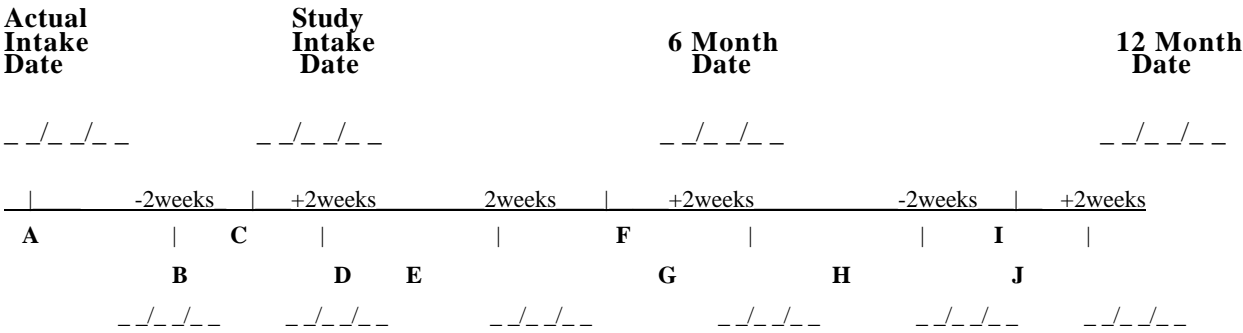 Actual Study
Intake Intake 6 Month 12 Month
Date Date Date Date
_ _/_ _/_ _ _ _/_ _/_ _ _ _/_ _/_ _ _ _/_ _/_ _
| -2weeks | +2weeks 2weeks | +2weeks -2weeks | +2weeks
A | C | | F | | I |
B D E G H J
_ _/_ _/_ _ _ _/_ _/_ _ _ _/_ _/_ _ _ _/_ _/_ _ _ _/_ _/_ _ _ _/_ _/_ _